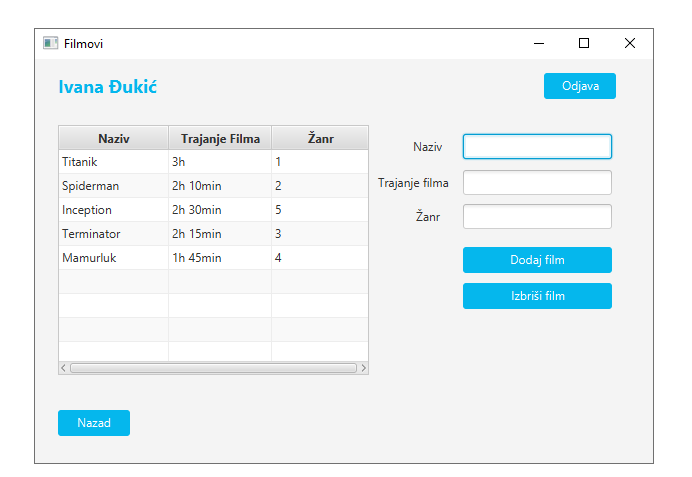 Filmovi
Ivana Đukić
Odjava
Naziv Trajanje Filma Žanr
Titanik 3h 1
Spiderman 2h 10min 2
Inception 2h 30min 5
Terminator 2h 15min 3
Mamurluk 1h 45min 4
Naziv
Trajanje filma
Žanr
Dodaj film
Izbriši film
Nazad